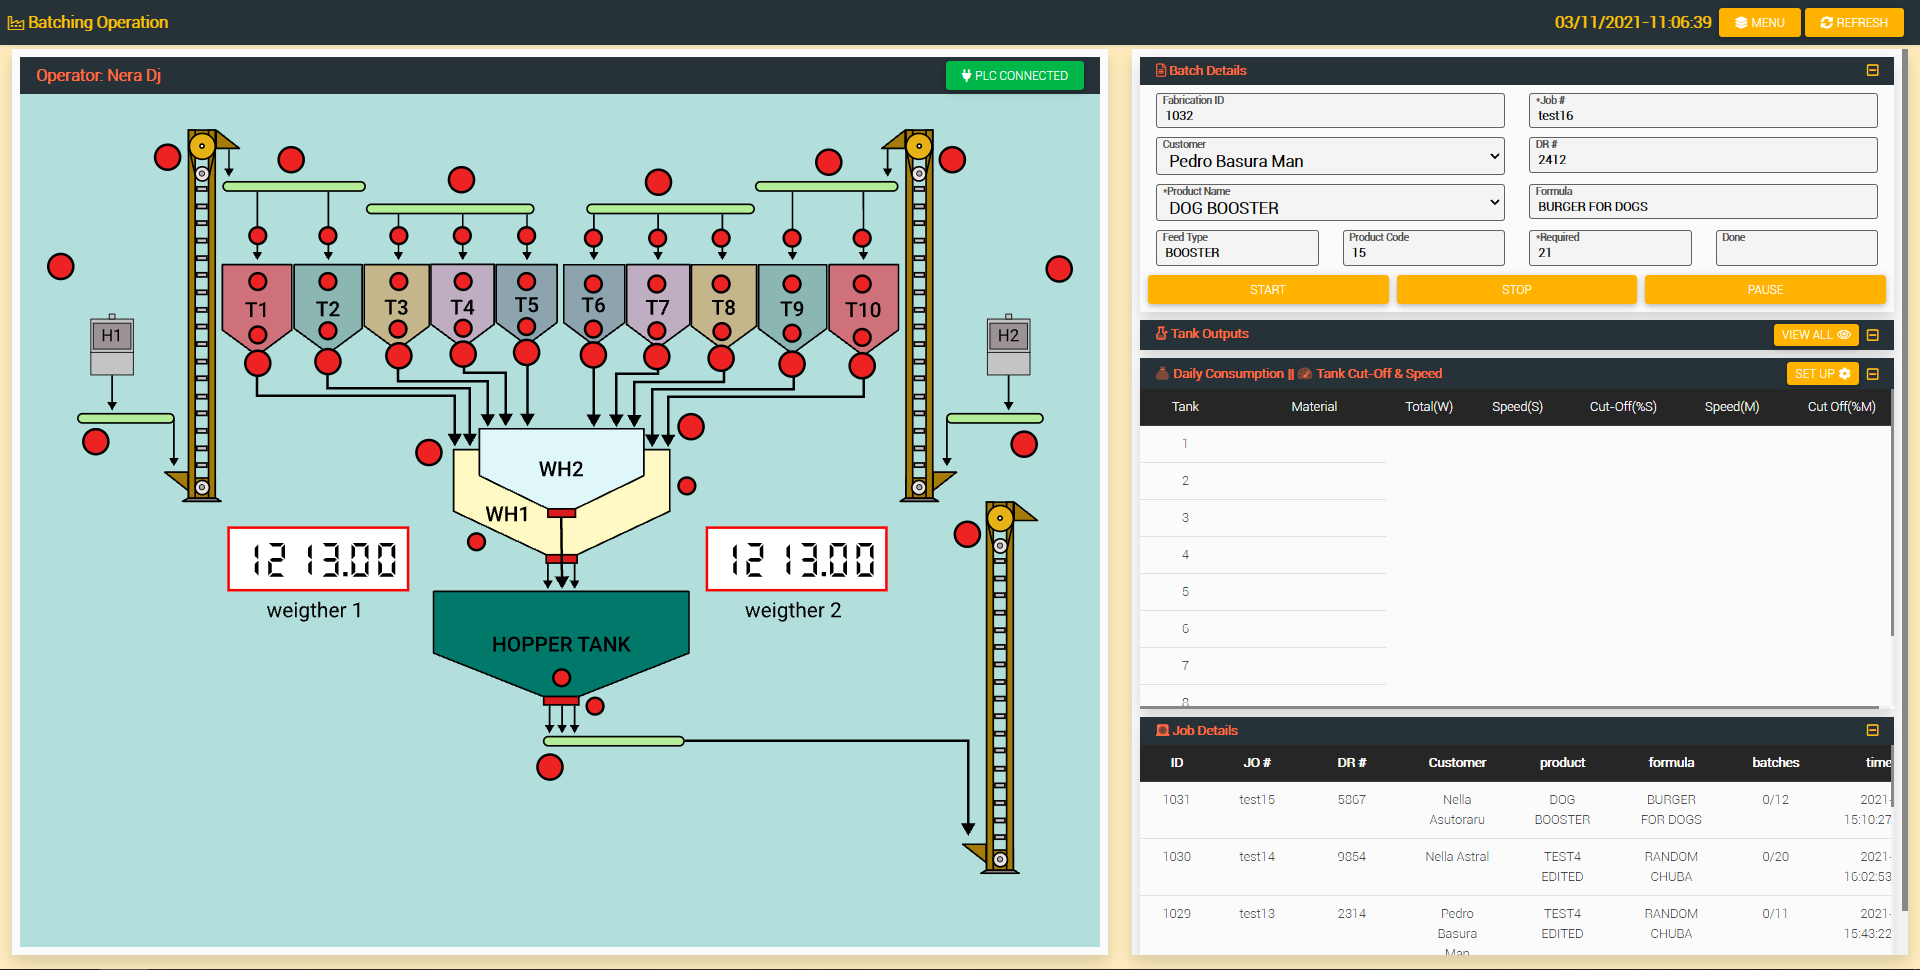 Batching Operation
03/11/2021-11:06:39
MENU
REFRESH
Operator: Nera Dj
PLC CONNECTED
T1
T2
T3
T4
T5
T6
T7
T8
T9
T10
H1
H2
WH2
WH1
1213.00
weigther 1
1213.00
weigther 2
HOPPER TANK
Batch Details
Fabrication ID
1032
*Job #
test16
Customer
Pedro Basura Man
DR #
2412
*Product Name
DOG BOOSTER
Formula
BURGER FOR DOGS
Feed Type
BOOSTER
Product Code
15
*Required
21
Done
START
STOP
PAUSE
Tank Outputs
VIEW ALL
Daily Consumption || Tank Cut-Off & Speed
SET UP
Tank Material Total(W) Speed(S) Cut-Off(%S) Speed(M) Cut Off(%M)
1
2
3
4
5
6
7
8
Job Details
ID JO # DR # Customer product formula batches time
1031 test15 5867 Nella DOG BURGER 0/12 2021-
Asutoraru BOOSTER FOR DOGS 15:10:27
1030 test14 9854 Nella Astral TEST4 RANDOM 0/20 2021-
EDITED CHUBA 16:02:53
1029 test13 2314 Pedro TEST4 RANDOM 0/11 2021-
Basura EDITED CHUBA 15:43:22
Man